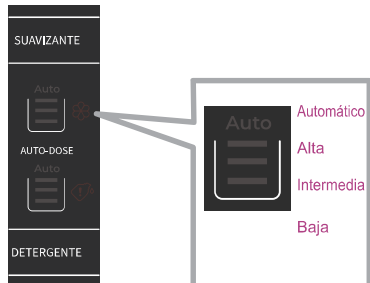 SUAVIZANTE
Auto
AUTO-DOSE
Auto
DETERGENTE
Auto
Automático
Alta
Intermedia
Baja